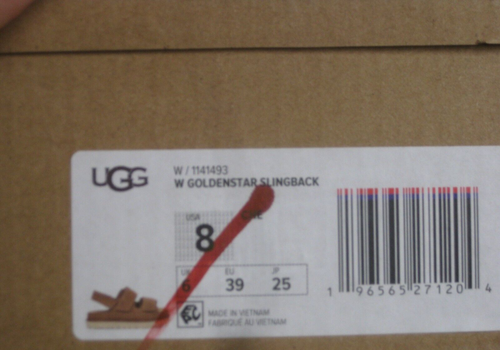 UGG
W / 1141493
W GOLDENSTAR SLINGBACK
USA
8
UK EU JP
6 39 25
MADE IN VIETNAM
FABRIQUÉ AU VIETNAM
1 96565 27120 4